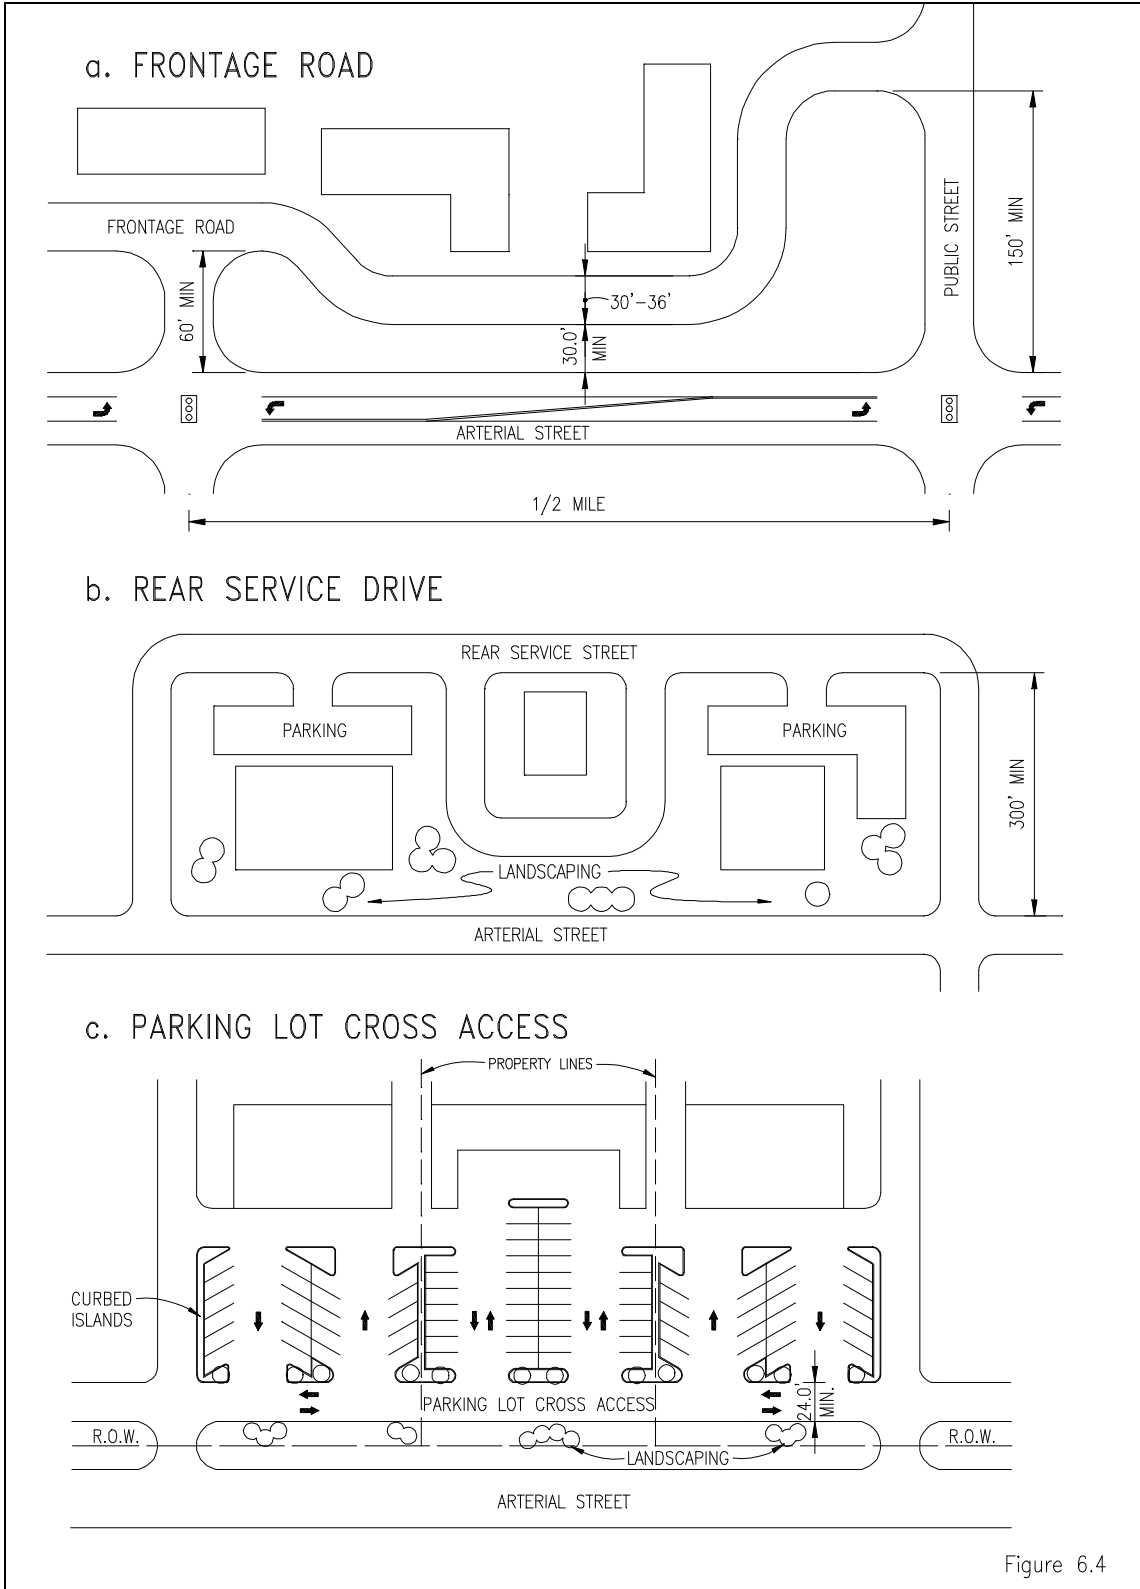 a. FRONTAGE ROAD
FRONTAGE ROAD
60' MIN
30'-36'
30.0'
MIN
PUBLIC STREET
150' MIN
ARTERIAL STREET
1/2 MILE
b. REAR SERVICE DRIVE
REAR SERVICE STREET
PARKING
PARKING
300' MIN
LANDSCAPING
ARTERIAL STREET
c. PARKING LOT CROSS ACCESS
PROPERTY LINES
CURBED
ISLANDS
PARKING LOT CROSS ACCESS
24.0'
MIN.
R.O.W.
R.O.W.
LANDSCAPING
ARTERIAL STREET
Figure 6.4